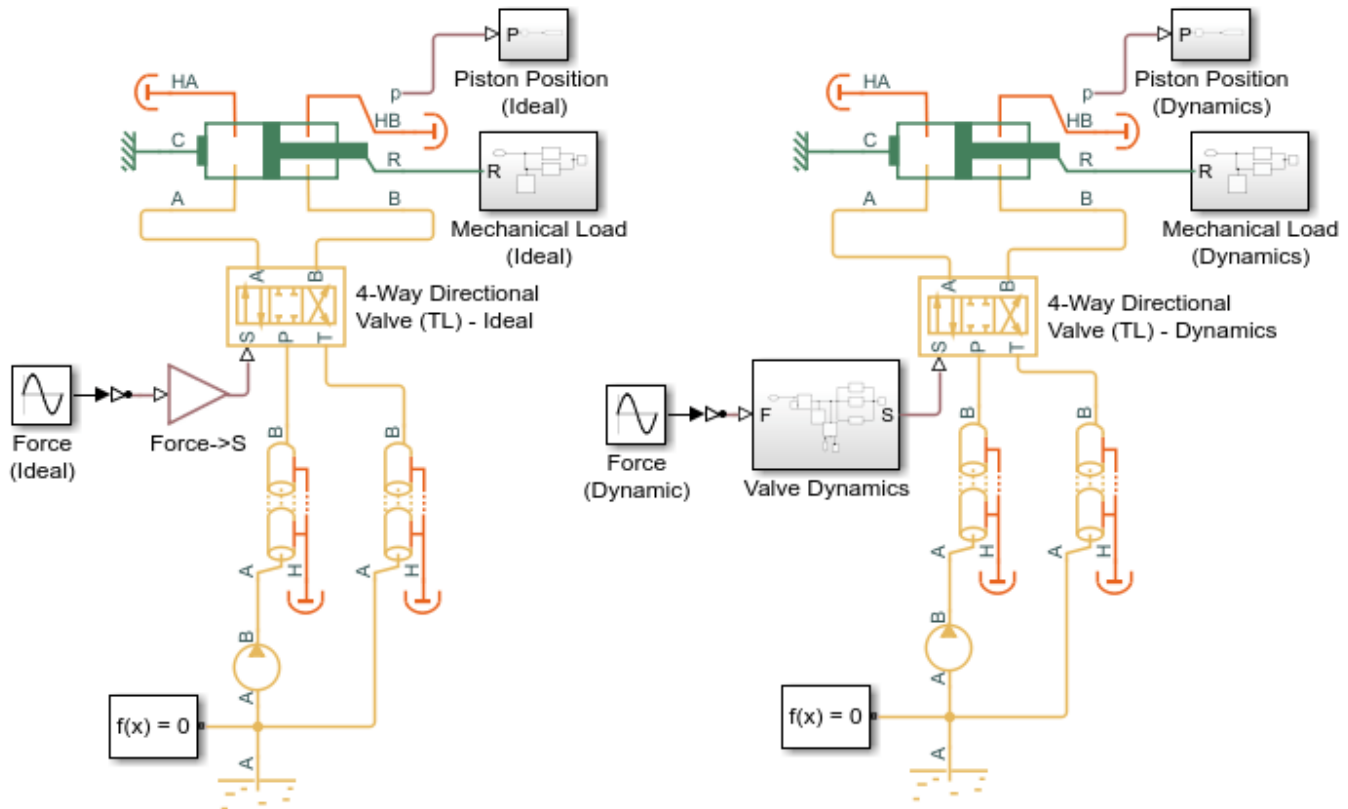 P
Piston Position
(Ideal)
HA
p
HB
C
R
R
A
B
Mechanical Load
(Ideal)
A
B
4-Way Directional
Valve (TL) - Ideal
S
P
T
Force
(Ideal)
Force->S
B
B
A
H
A
H
B
A
f(x) = 0
A
P
Piston Position
(Dynamics)
HA
p
HB
C
R
R
A
B
Mechanical Load
(Dynamics)
A
B
4-Way Directional
Valve (TL) - Dynamics
S
P
T
F
S
Force
(Dynamic)
Valve Dynamics
B
B
A
H
A
H
B
A
f(x) = 0
A